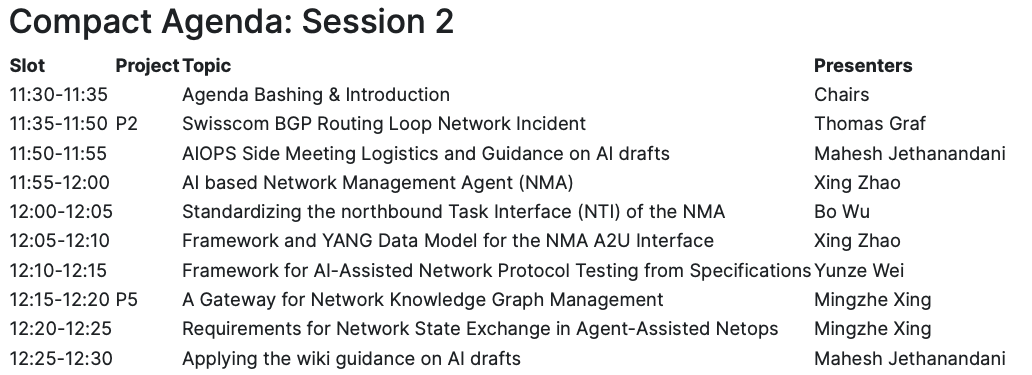 Compact Agenda: Session 2
Slot Project Topic Presenters
11:30-11:35 Agenda Bashing & Introduction Chairs
11:35-11:50 P2 Swisscom BGP Routing Loop Network Incident Thomas Graf
11:50-11:55 AIOPS Side Meeting Logistics and Guidance on AI drafts Mahesh Jethanandani
11:55-12:00 AI based Network Management Agent (NMA) Xing Zhao
12:00-12:05 Standardizing the northbound Task Interface (NTI) of the NMA Bo Wu
12:05-12:10 Framework and YANG Data Model for the NMA A2U Interface Xing Zhao
12:10-12:15 Framework for AI-Assisted Network Protocol Testing from Specifications Yunze Wei
12:15-12:20 P5 A Gateway for Network Knowledge Graph Management Mingzhe Xing
12:20-12:25 Requirements for Network State Exchange in Agent-Assisted Netops Mingzhe Xing
12:25-12:30 Applying the wiki guidance on AI drafts Mahesh Jethanandani